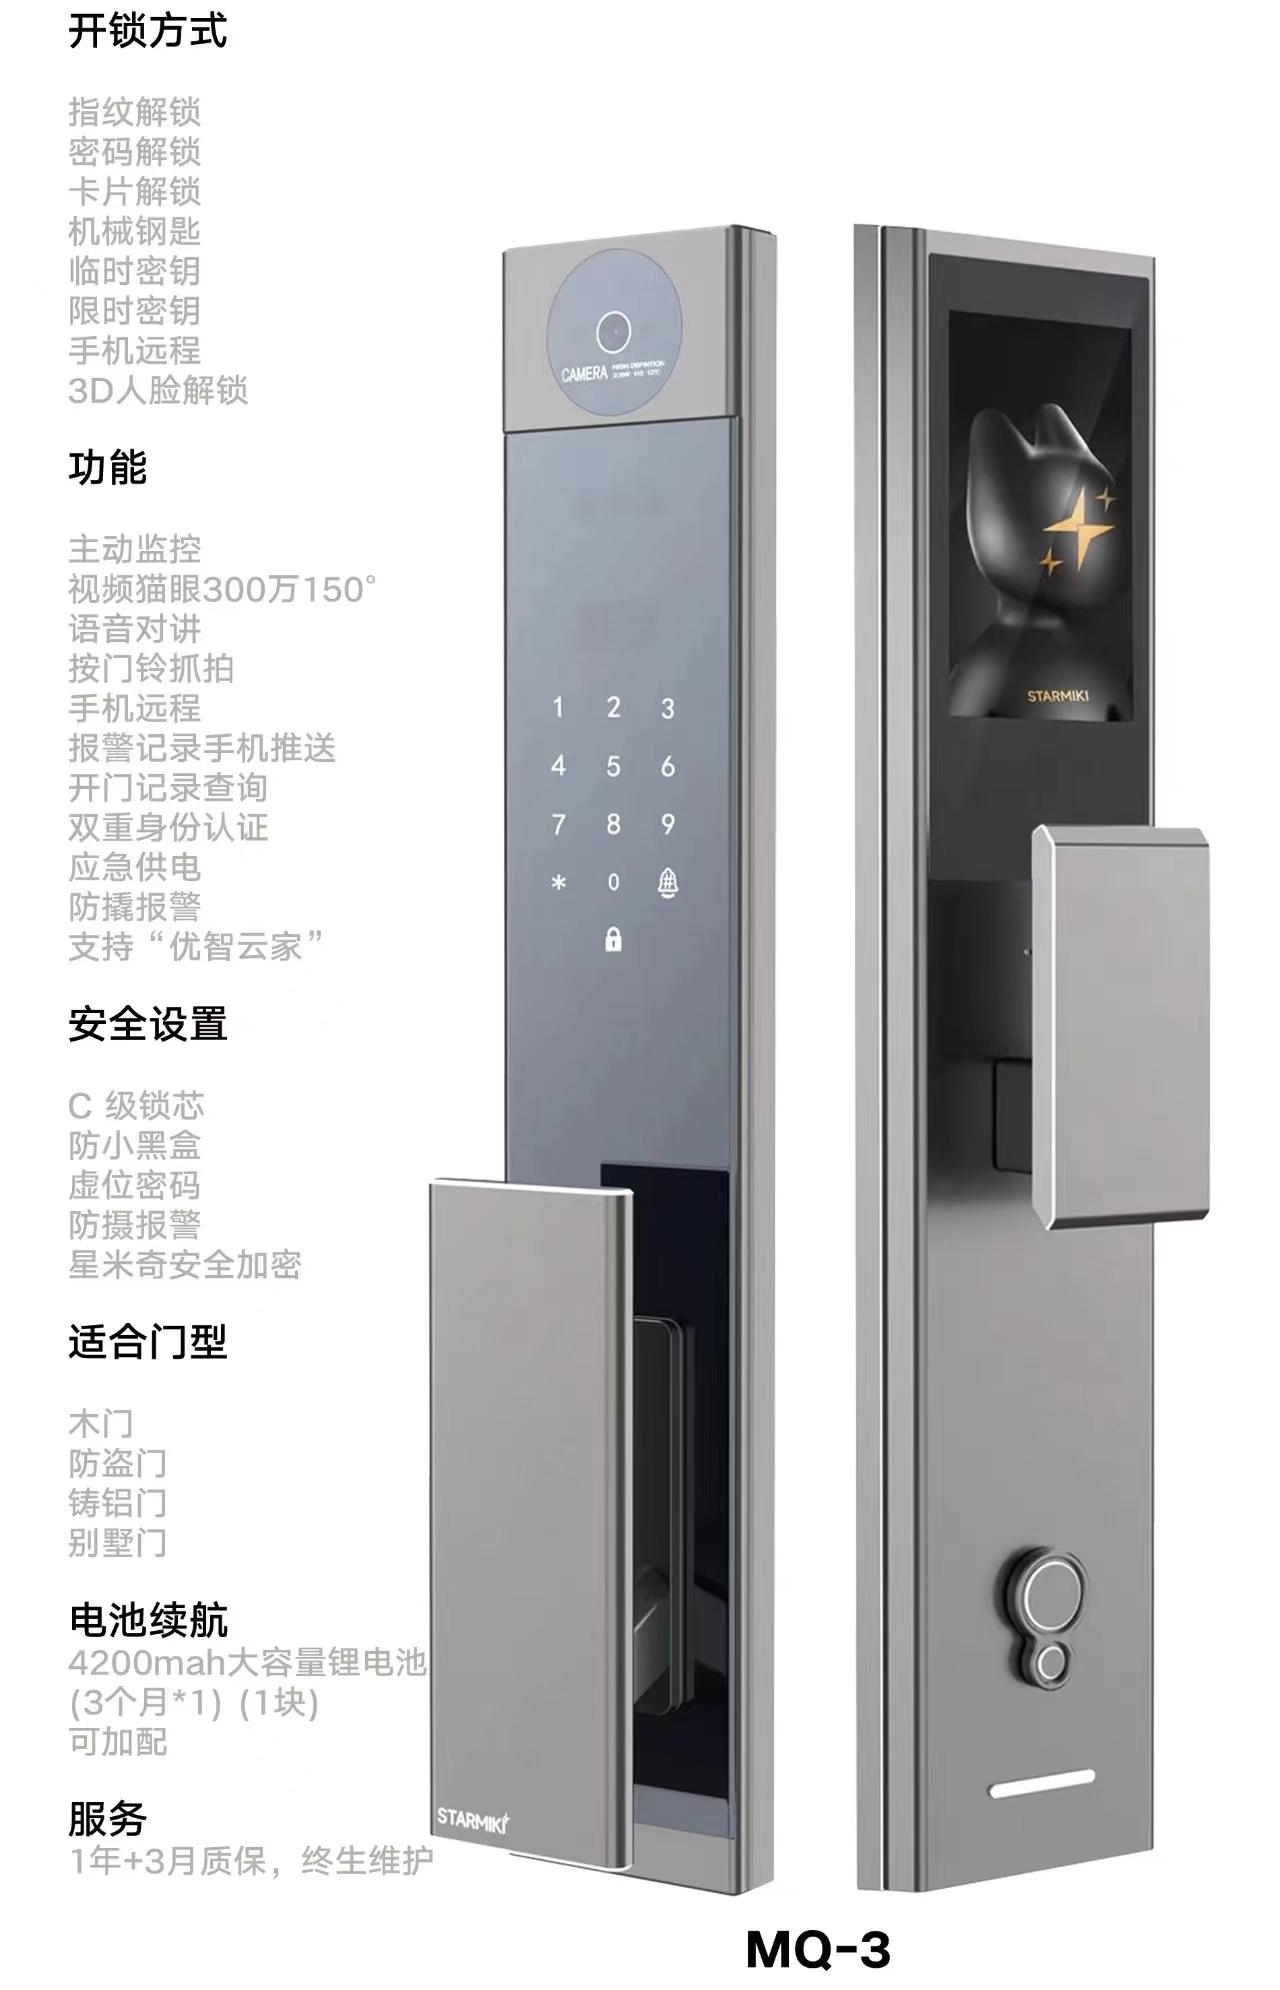 开锁方式
指纹解锁
密码解锁
卡片解锁
机械钢匙
临时密钥
限时密钥
手机远程
3D人脸解锁
功能
主动监控
视频猫眼300万150°
语音对讲
按门铃抓拍
手机远程
报警记录手机推送
开门记录查询
双重身份认证
应急供电
防撬报警
支持“优智云家”
安全设置
C 级锁芯
防小黑盒
虚位密码
防摄报警
星米奇安全加密
适合门型
木门
防盗门
铸铝门
别墅门
电池续航
4200mah大容量锂电池
(3个月*1) (1块)
可加配
服务
1年+3月质保，终生维护
CAMERA
1 2 3
4 5 6
7 8 9
* 0 #
STARMIKI
STARMIKI
MQ-3